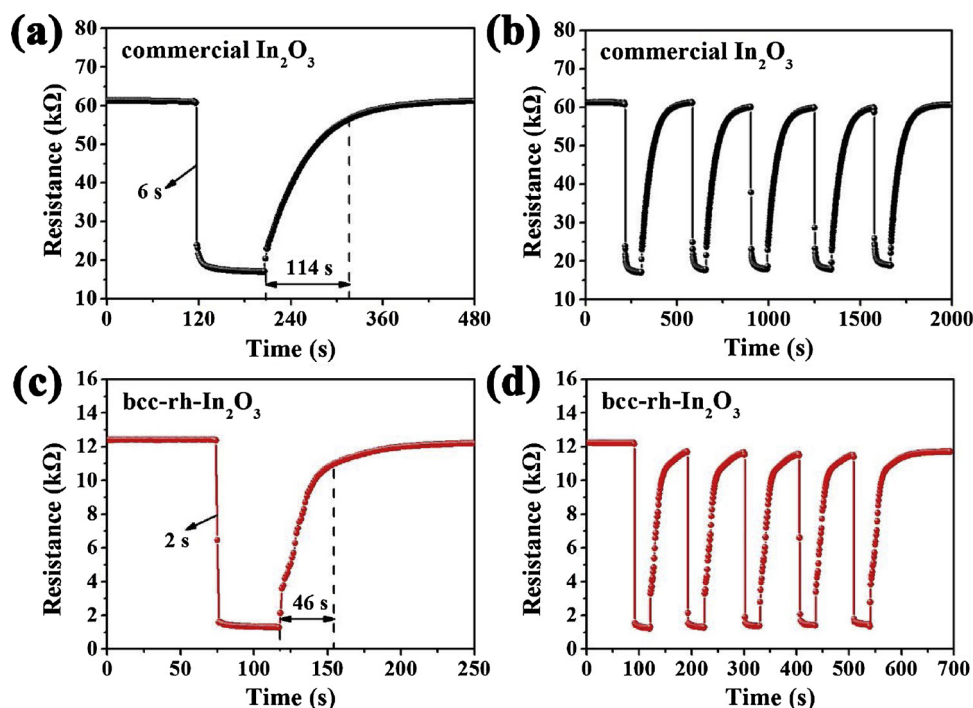 (a)
commercial In₂O₃
Resistance (kΩ)
80
70
60
50
40
30
20
10
6 s
114 s
0 120 240 360 480
Time (s)
(b)
commercial In₂O₃
Resistance (kΩ)
80
70
60
50
40
30
20
10
0 500 1000 1500 2000
Time (s)
(c)
bcc-rh-In₂O₃
Resistance (kΩ)
16
14
12
10
8
6
4
2
0
2 s
46 s
0 50 100 150 200 250
Time (s)
(d)
bcc-rh-In₂O₃
Resistance (kΩ)
16
14
12
10
8
6
4
2
0
0 100 200 300 400 500 600 700
Time (s)